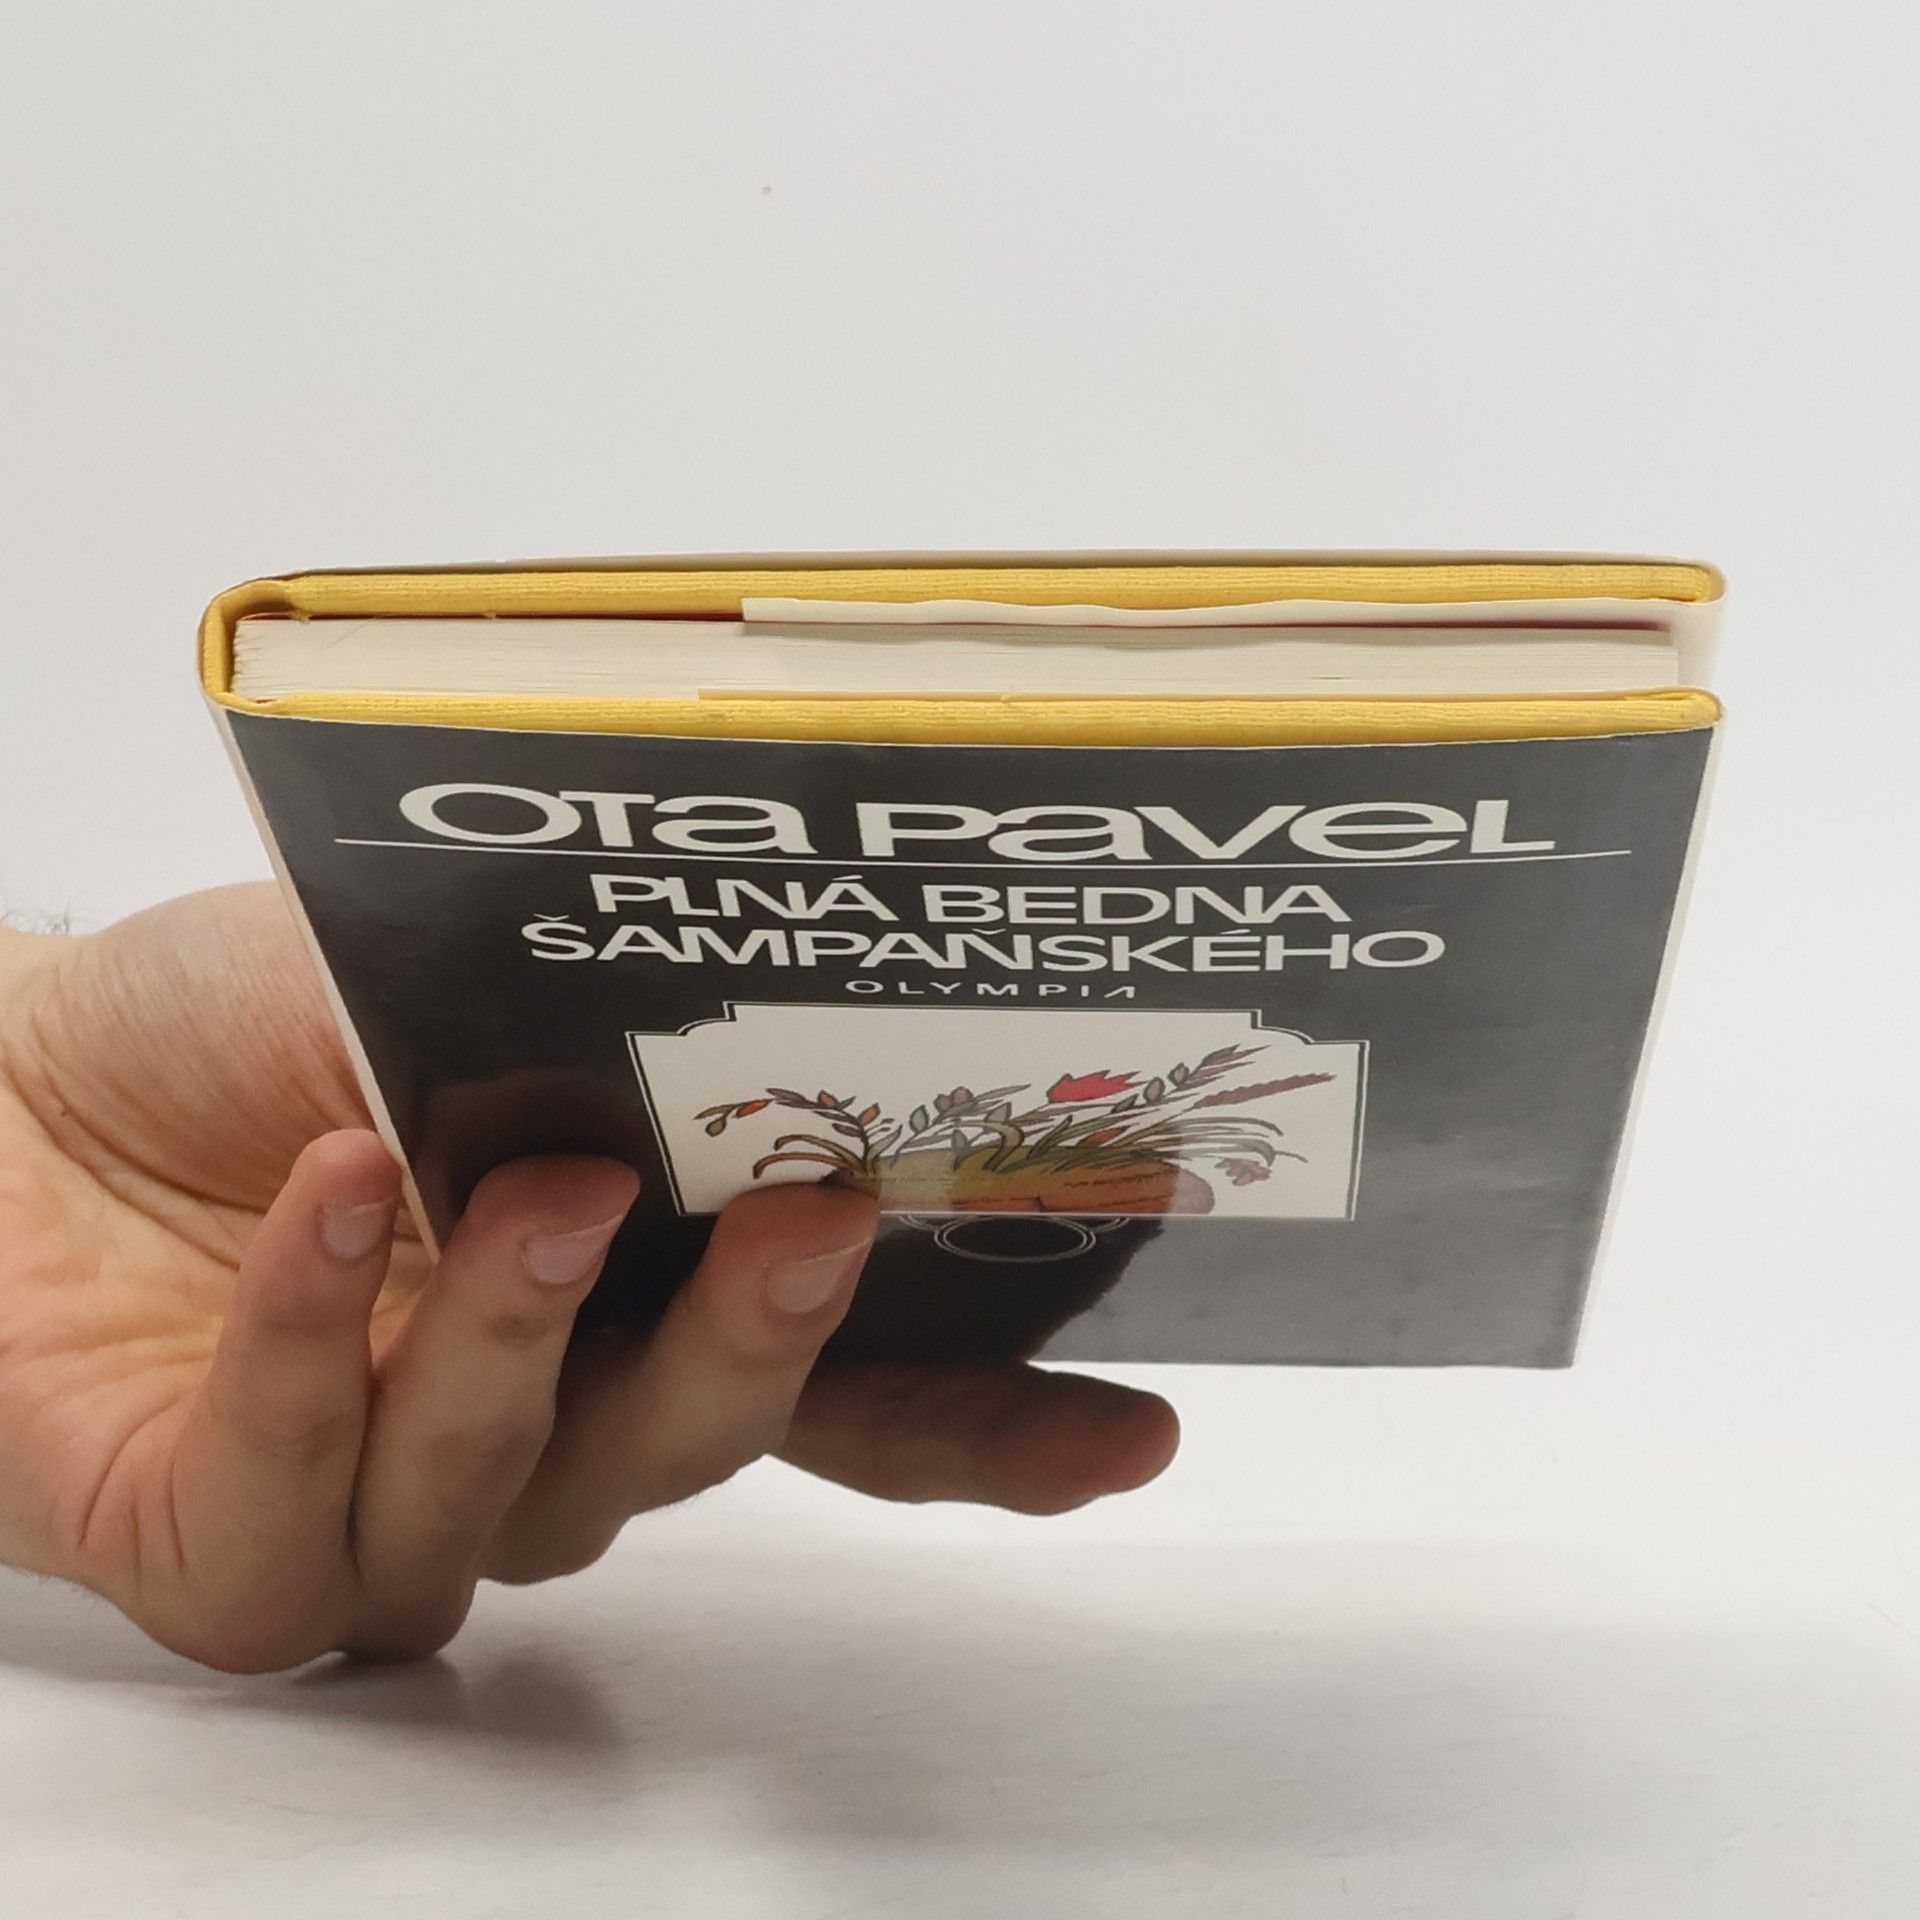 Ota Pavel
PLNÁ BEDNA
ŠAMPAŇSKÉHO
OLYMPIA